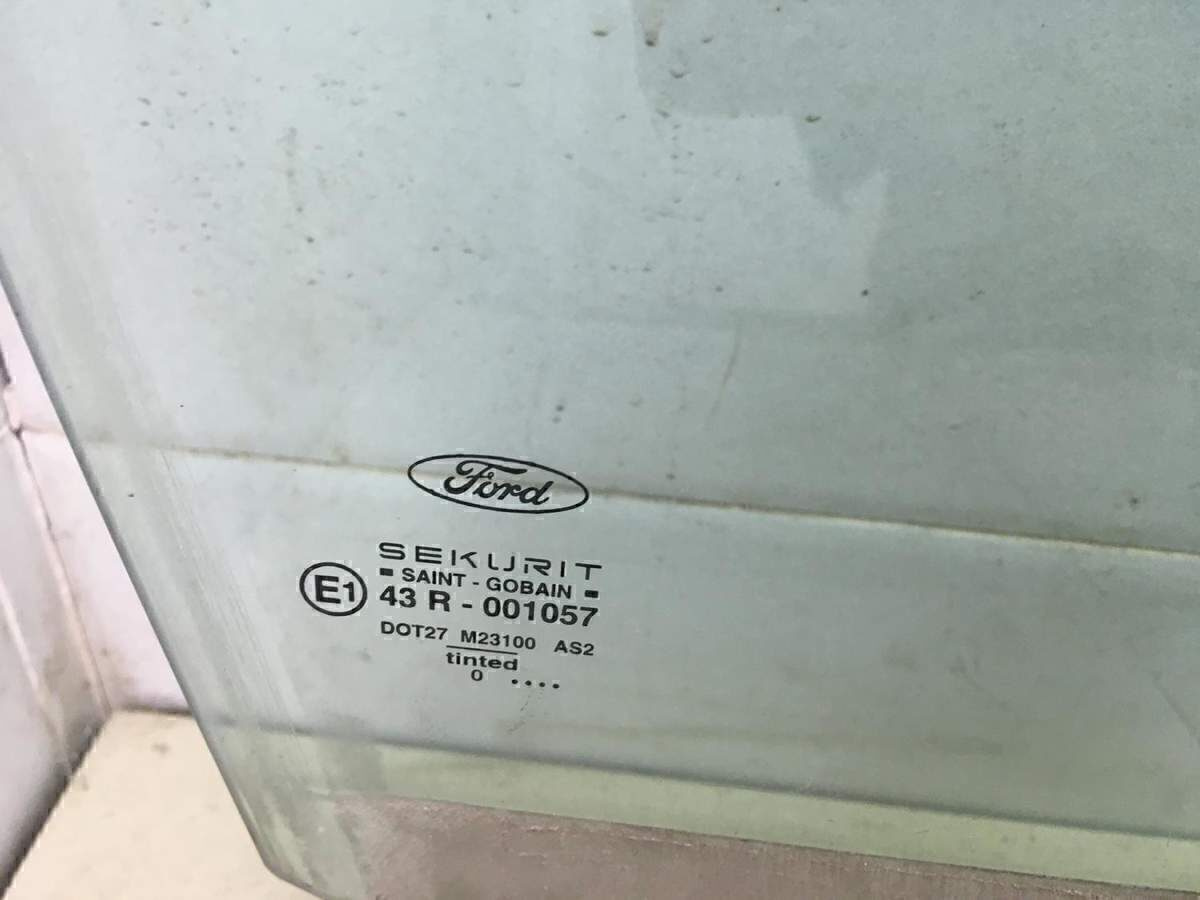 Ford
SEKURIT
SAINT - GOBAIN
E1 43 R - 001057
DOT27 M23100 AS2
tinted
0 ....